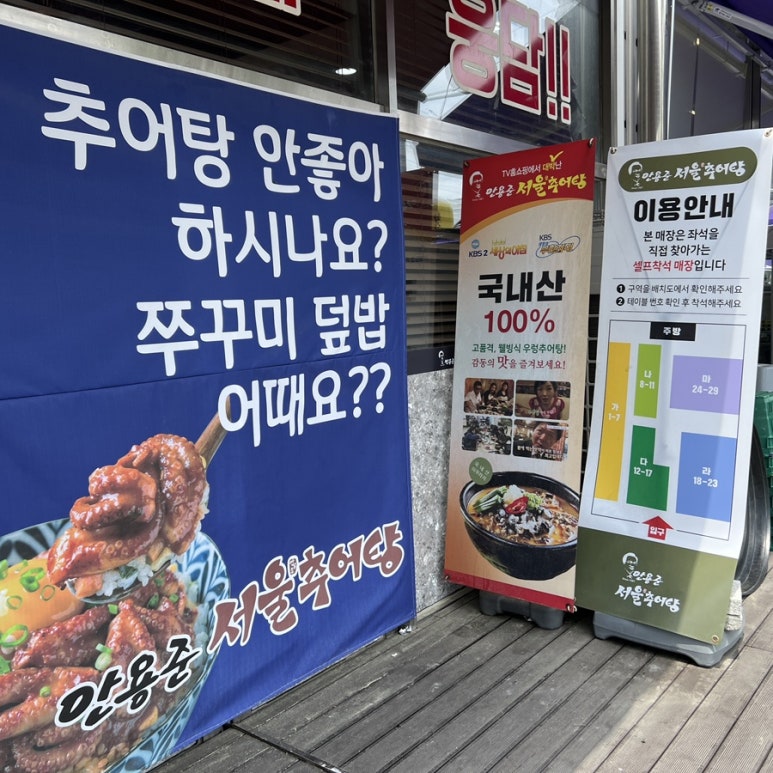 추어탕 안좋아
하시나요?
쭈꾸미 덮밥
어때요??
안용준 서울추어탕
몽땀!!
TV홈쇼핑에서 대박난
안용준 서울추어탕
KBS 2
KBS
국내산
100%
고품격, 웰빙식 우렁추어탕!
감동의 맛을 즐겨보세요!
안용준 서울추어탕
이용안내
본 매장은 좌석을
직접 찾아가는
셀프착석 매장입니다
1 구역을 배치도에서 확인해주세요
2 테이블 번호 확인 후 착석해주세요
주방
가
1~7
나
8~11
다
12~17
라
18~23
마
24~29
입구
안용준
서울추어탕